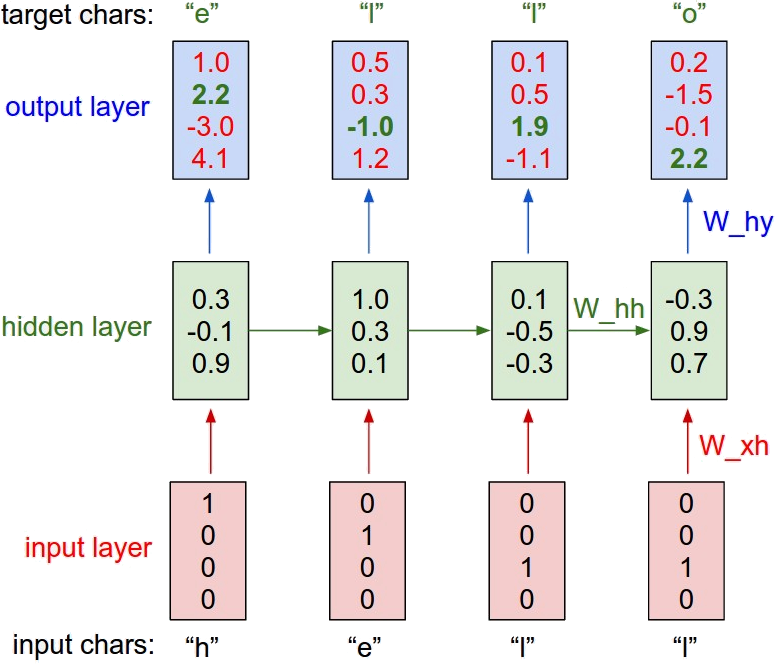 target chars: “e” “l” “l” “o”
1.0 0.5 0.1 0.2
2.2 0.3 0.5 -1.5
output layer
-3.0 -1.0 1.9 -0.1
4.1 1.2 -1.1 2.2
W_hy
0.3 1.0 0.1 -0.3
W_hh
hidden layer
-0.1 0.3 -0.5 0.9
0.9 0.1 -0.3 0.7
W_xh
1 0 0 0
0 1 0 0
input layer
0 0 1 1
0 0 0 0
input chars: “h” “e” “l” “l”